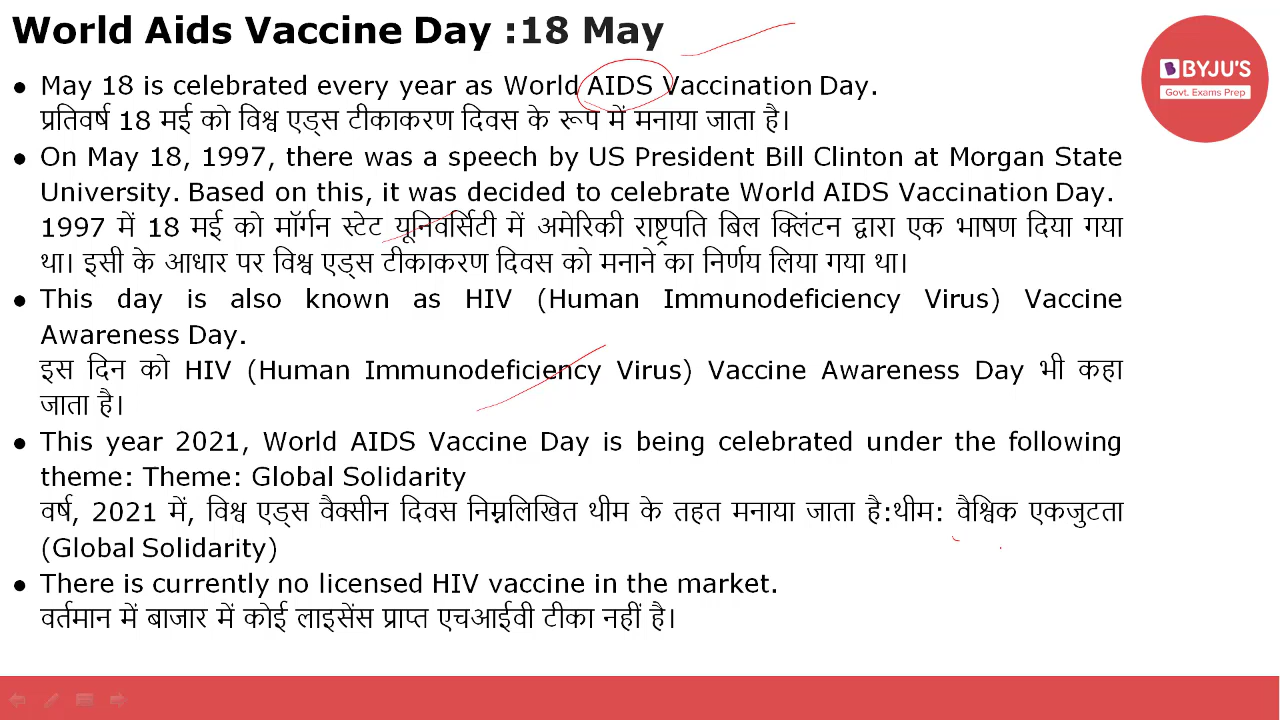 World Aids Vaccine Day :18 May
BYJU'S
Govt. Exams Prep
● May 18 is celebrated every year as World AIDS Vaccination Day.
प्रतिवर्ष 18 मई को विश्व एड्स टीकाकरण दिवस के रूप में मनाया जाता है।
● On May 18, 1997, there was a speech by US President Bill Clinton at Morgan State
University. Based on this, it was decided to celebrate World AIDS Vaccination Day.
1997 में 18 मई को मॉर्गन स्टेट यूनिवर्सिटी में अमेरिकी राष्ट्रपति बिल क्लिंटन द्वारा एक भाषण दिया गया
था। इसी के आधार पर विश्व एड्स टीकाकरण दिवस को मनाने का निर्णय लिया गया था।
● This day is also known as HIV (Human Immunodeficiency Virus) Vaccine
Awareness Day.
इस दिन को HIV (Human Immunodeficiency Virus) Vaccine Awareness Day भी कहा
जाता है।
● This year 2021, World AIDS Vaccine Day is being celebrated under the following
theme: Theme: Global Solidarity
वर्ष, 2021 में, विश्व एड्स वैक्सीन दिवस निम्नलिखित थीम के तहत मनाया जाता है:थीम: वैश्विक एकजुटता
(Global Solidarity)
● There is currently no licensed HIV vaccine in the market.
वर्तमान में बाजार में कोई लाइसेंस प्राप्त एचआईवी टीका नहीं है।